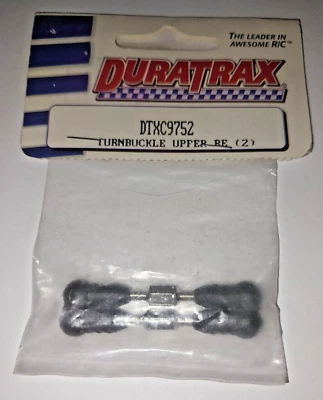 THE LEADER IN
AWESOME R/C™
DURATRAX
DTXC9752
TURNBUCKLE UPPER RE (2)